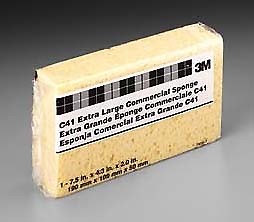 3M
C41 Extra Large Commercial Sponge
Extra Grande Éponge Commerciale C41
Esponja Comercial Extra Grande C41
1 - 7.5 in. x 4.3 in. x 2.0 in.
190 mm x 109 mm x 50 mm